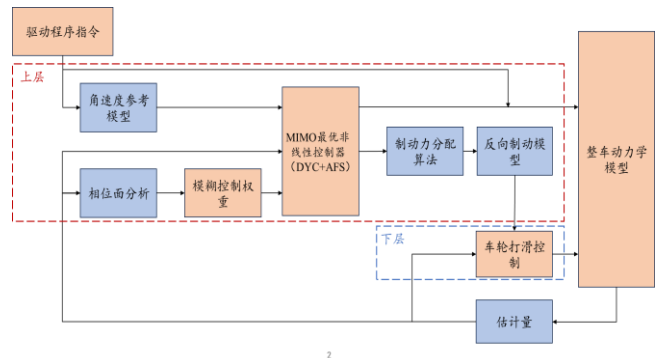 驱动程序指令
上层
角速度参考
模型
MIMO最优非
线性控制器
（DYC+AFS）
制动力分配
算法
反向制动模
型
整车动力学
模型
相位面分析
模糊控制权
重
下层
车轮打滑控
制
估计量
2